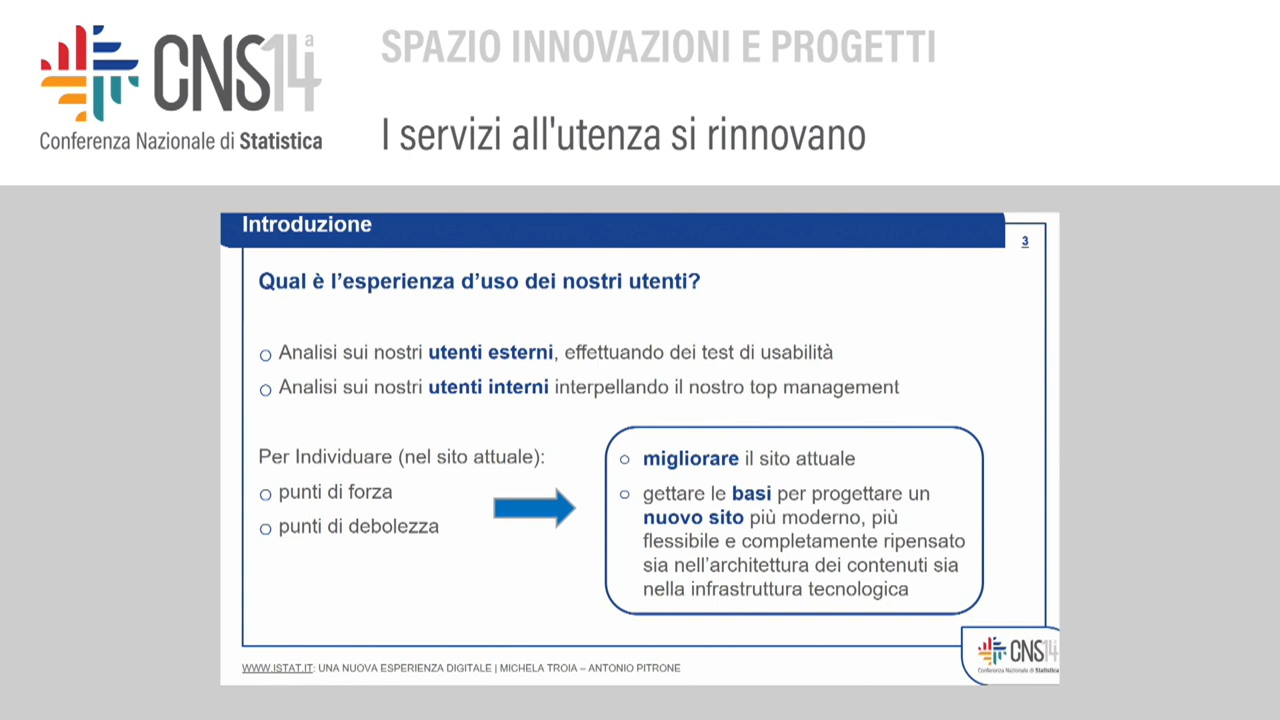 CNS14ª
Conferenza Nazionale di Statistica
SPAZIO INNOVAZIONI E PROGETTI
I servizi all'utenza si rinnovano
Introduzione
3
Qual è l'esperienza d'uso dei nostri utenti?
Analisi sui nostri utenti esterni, effettuando dei test di usabilità
Analisi sui nostri utenti interni interpellando il nostro top management
Per Individuare (nel sito attuale):
punti di forza
punti di debolezza
migliorare il sito attuale
gettare le basi per progettare un
nuovo sito più moderno, più
flessibile e completamente ripensato
sia nell'architettura dei contenuti sia
nella infrastruttura tecnologica
WWW.ISTAT.IT: UNA NUOVA ESPERIENZA DIGITALE | MICHELA TROIA – ANTONIO PITRONE
CNS14
Conferenza Nazionale di Statistica